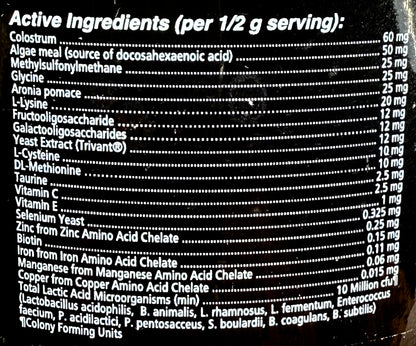 Active Ingredients (per 1/2 g serving):
Colostrum 60 mg
Algae meal (source of docosahexaenoic acid) 50 mg
Methylsulfonylmethane 25 mg
Glycine 25 mg
Aronia pomace 25 mg
L-Lysine 20 mg
Fructooligosaccharide 12 mg
Galactooligosaccharides 12 mg
Yeast Extract (Trivant®) 12 mg
L-Cysteine 10 mg
DL-Methionine 10 mg
Taurine 2.5 mg
Vitamin C 2.5 mg
Vitamin E 1 mg
Selenium Yeast 0.325 mg
Zinc from Zinc Amino Acid Chelate 0.25 mg
Biotin 0.15 mg
Iron from Iron Amino Acid Chelate 0.11 mg
Manganese from Manganese Amino Acid Chelate 0.06 mg
Copper from Copper Amino Acid Chelate 0.015 mg
Total Lactic Acid Microorganisms (min) 10 Million cfu¶
(Lactobacillus acidophilis, B. animalis, L. rhamnosus, L. fermentum, Enterococcus
faecium, P. acidilactici, P. pentosacceus, S. boulardii, B. coagulans, B. subtilis)
¶Colony Forming Units